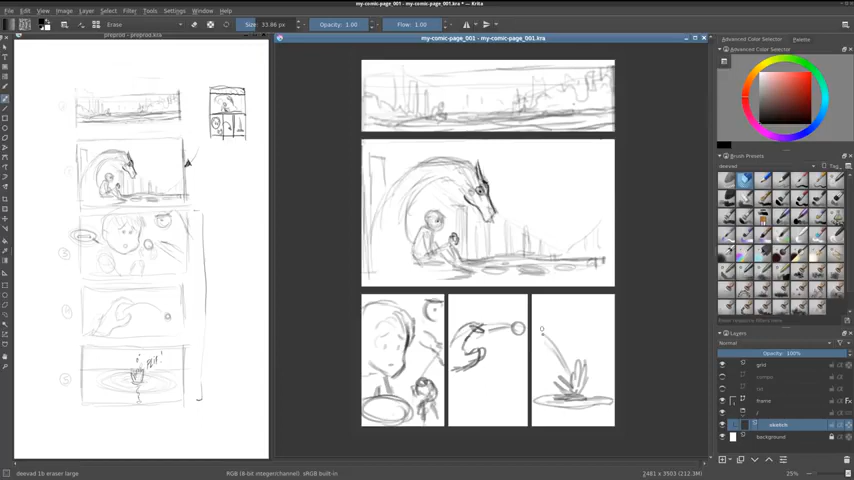 my-comic-page_001 - my-comic-page_001.kra * - Krita
File Edit View Image Layer Select Filter Tools Settings Window Help
Erase
Size: 33.86 px
Opacity: 1.00
Flow: 1.00
preprod - preprod.kra
my-comic-page_001 - my-comic-page_001.kra
Advanced Color Selector
Palette
Advanced Color Selector
Brush Presets
deevad
Tag
Layers
Normal
Opacity: 100%
grid
frame
sketch
background
deevad 1b eraser large
RGB (8-bit integer/channel) sRGB built-in
2481 x 3503 (212.3M)
25%